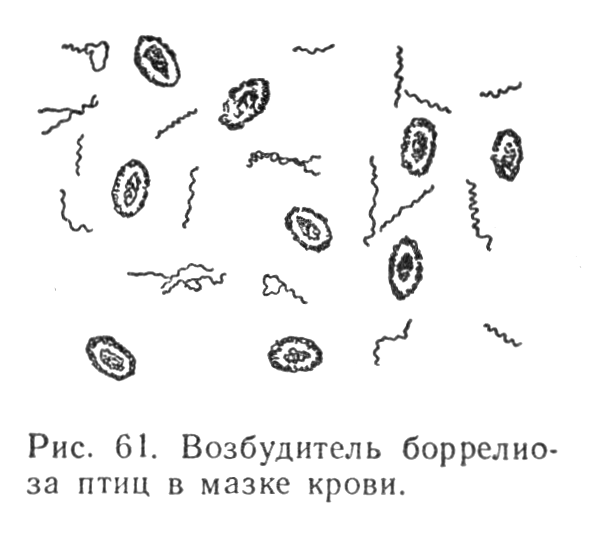 Рис. 61. Возбудитель боррелио-
за птиц в мазке крови.